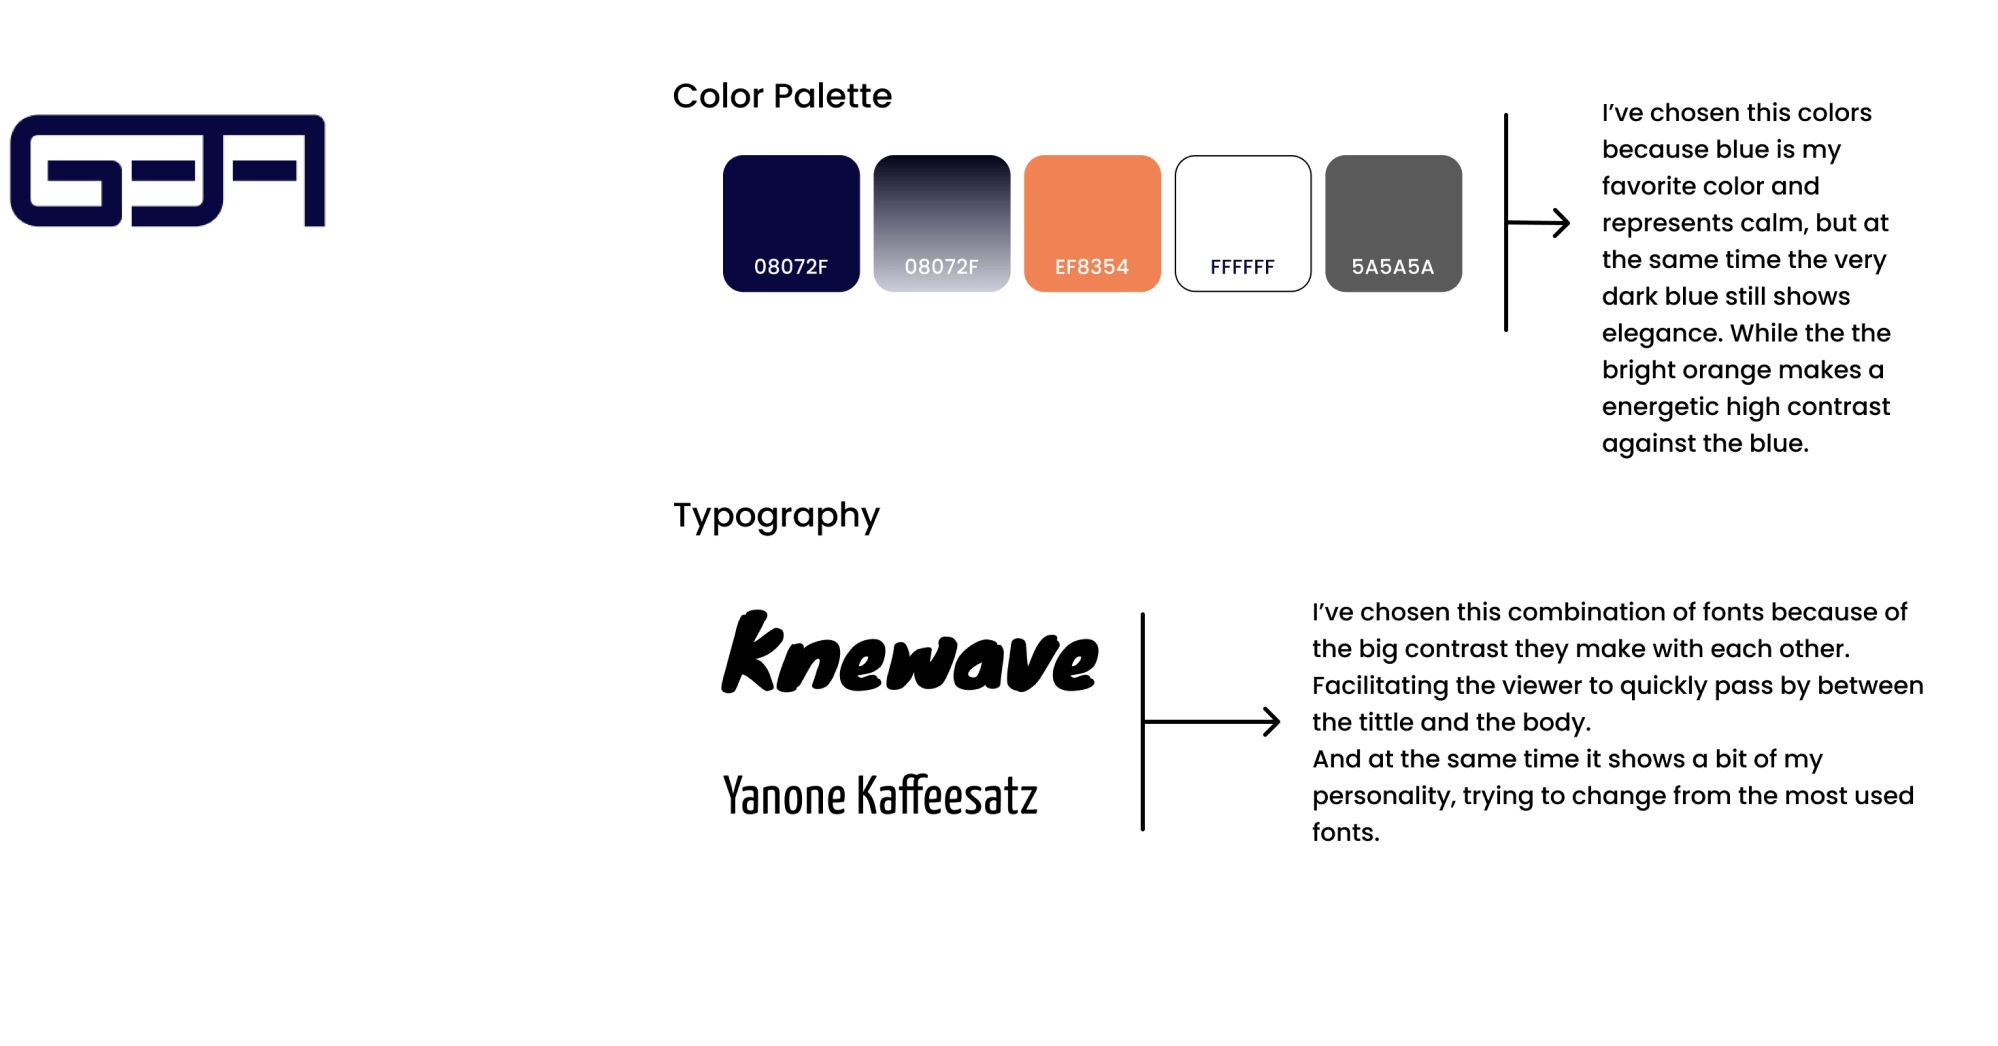 Color Palette
08072F
08072F
EF8354
FFFFFF
5A5A5A
I’ve chosen this colors
because blue is my
favorite color and
represents calm, but at
the same time the very
dark blue still shows
elegance. While the the
bright orange makes a
energetic high contrast
against the blue.
Typography
Knewave
Yanone Kaffeesatz
I’ve chosen this combination of fonts because of
the big contrast they make with each other.
Facilitating the viewer to quickly pass by between
the tittle and the body.
And at the same time it shows a bit of my
personality, trying to change from the most used
fonts.